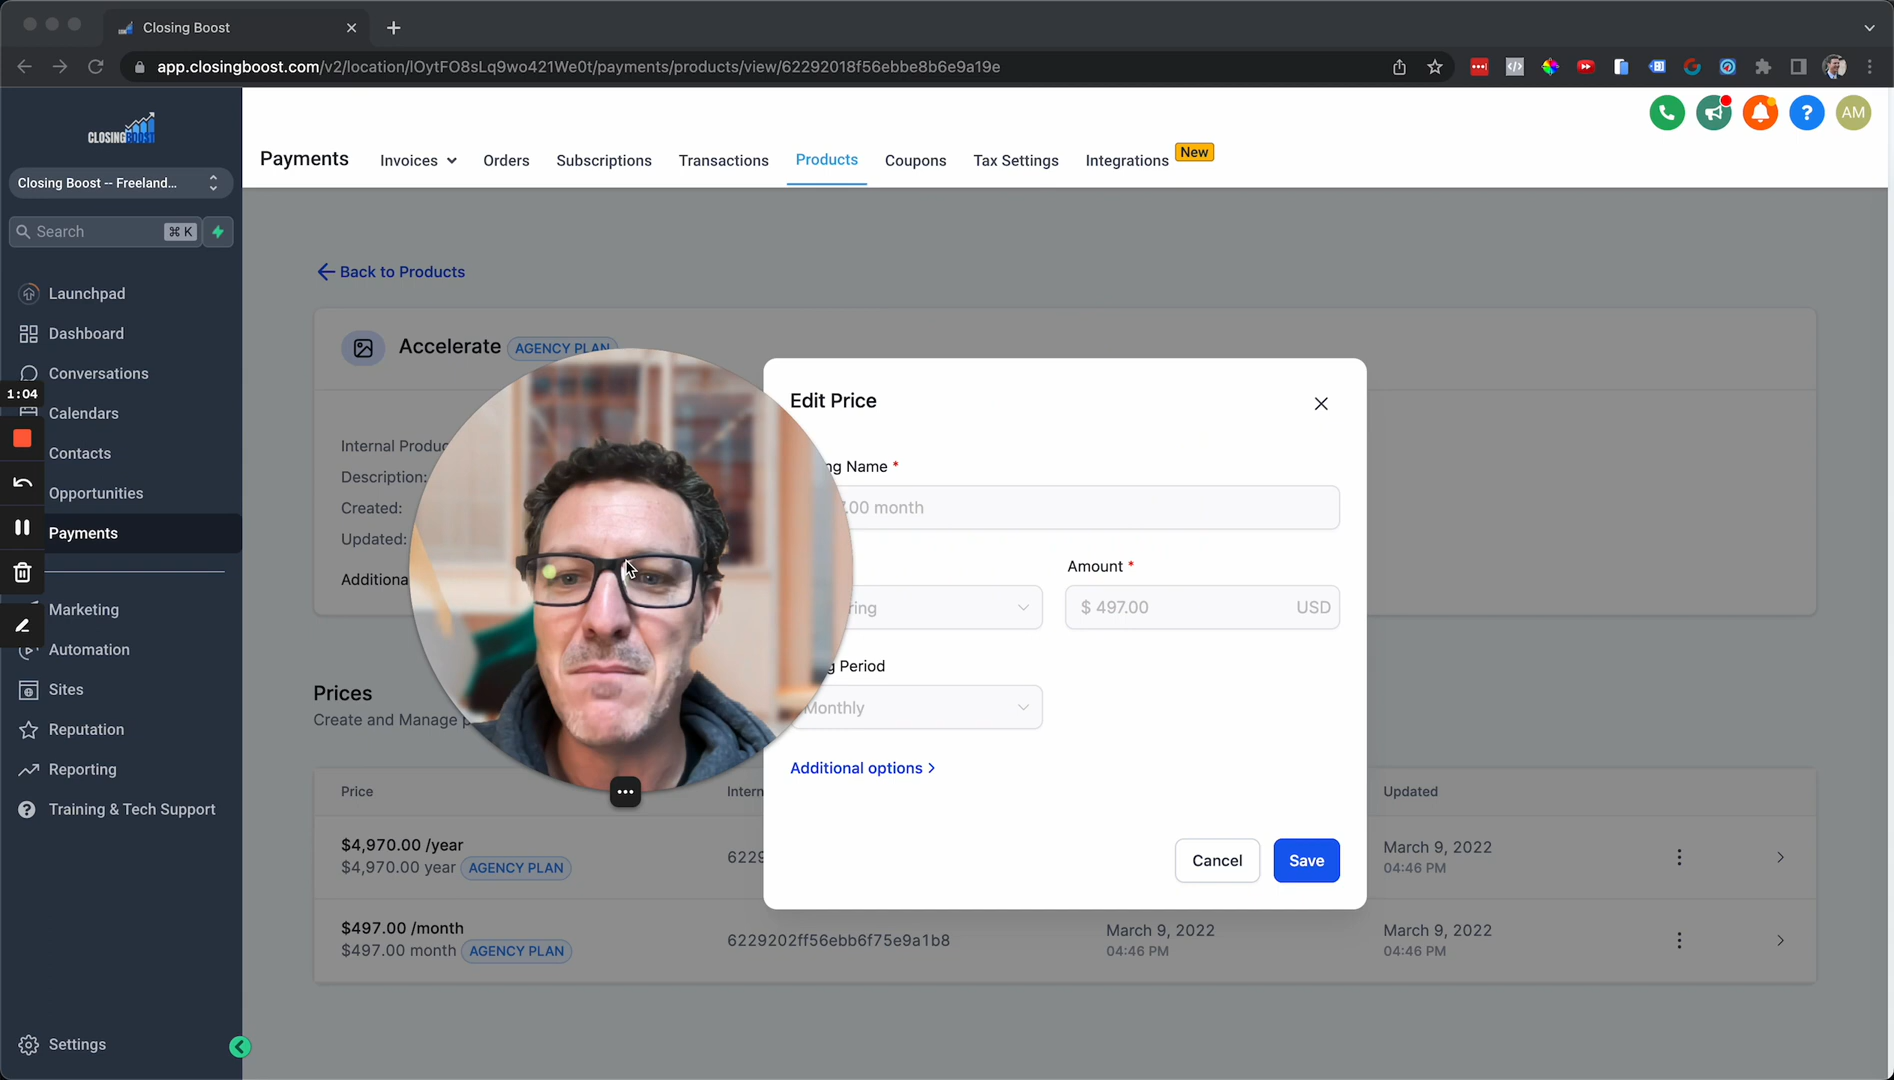 Closing Boost
app.closingboost.com/v2/location/lOytFO8sLq9wo421We0t/payments/products/view/62292018f56ebbe8b6e9a19e
CLOSINGBOOST
AM
Payments
Invoices
Orders
Subscriptions
Transactions
Products
Coupons
Tax Settings
Integrations
New
Closing Boost -- Freeland...
Search
⌘ K
Launchpad
Dashboard
Conversations
1:04
Calendars
Contacts
Opportunities
Payments
Marketing
Automation
Sites
Reputation
Reporting
Training & Tech Support
Settings
Back to Products
Accelerate AGENCY PLAN
Internal
Description:
Created:
Updated:
Prices
Create and Manage
Edit Price
Name *
.00 month
Amount *
$ 497.00 USD
Period
Monthly
Additional options >
Cancel
Save
Price
Updated
$4,970.00 /year
$4,970.00 year AGENCY PLAN
6229
March 9, 2022
04:46 PM
$497.00 /month
$497.00 month AGENCY PLAN
6229202ff56ebb6f75e9a1b8
March 9, 2022
04:46 PM
March 9, 2022
04:46 PM